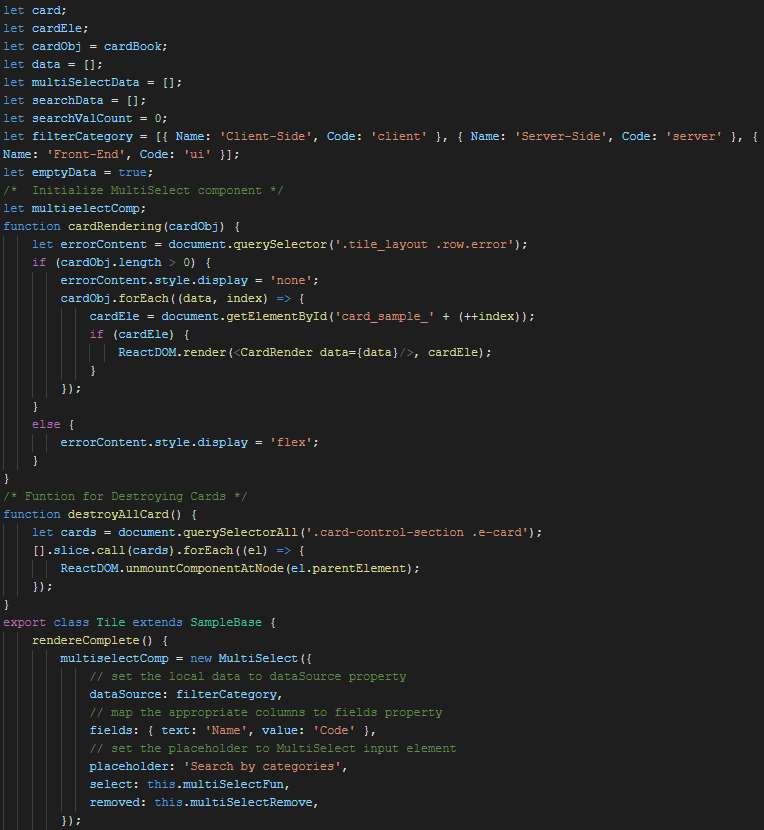 let card;
let cardEle;
let cardObj = cardBook;
let data = [];
let multiSelectData = [];
let searchData = [];
let searchValCount = 0;
let filterCategory = [{ Name: 'Client-Side', Code: 'client' }, { Name: 'Server-Side', Code: 'server' }, {
Name: 'Front-End', Code: 'ui' }];
let emptyData = true;
/*  Initialize MultiSelect component */
let multiselectComp;
function cardRendering(cardObj) {
    let errorContent = document.querySelector('.tile_layout .row.error');
    if (cardObj.length > 0) {
        errorContent.style.display = 'none';
        cardObj.forEach((data, index) => {
            cardEle = document.getElementById('card_sample_' + (++index));
            if (cardEle) {
                ReactDOM.render(<CardRender data={data}/>, cardEle);
            }
        });
    }
    else {
        errorContent.style.display = 'flex';
    }
}
/* Funtion for Destroying Cards */
function destroyAllCard() {
    let cards = document.querySelectorAll('.card-control-section .e-card');
    [].slice.call(cards).forEach((el) => {
        ReactDOM.unmountComponentAtNode(el.parentElement);
    });
}
export class Tile extends SampleBase {
    rendereComplete() {
        multiselectComp = new MultiSelect({
            // set the local data to dataSource property
            dataSource: filterCategory,
            // map the appropriate columns to fields property
            fields: { text: 'Name', value: 'Code' },
            // set the placeholder to MultiSelect input element
            placeholder: 'Search by categories',
            select: this.multiSelectFun,
            removed: this.multiSelectRemove,
        });